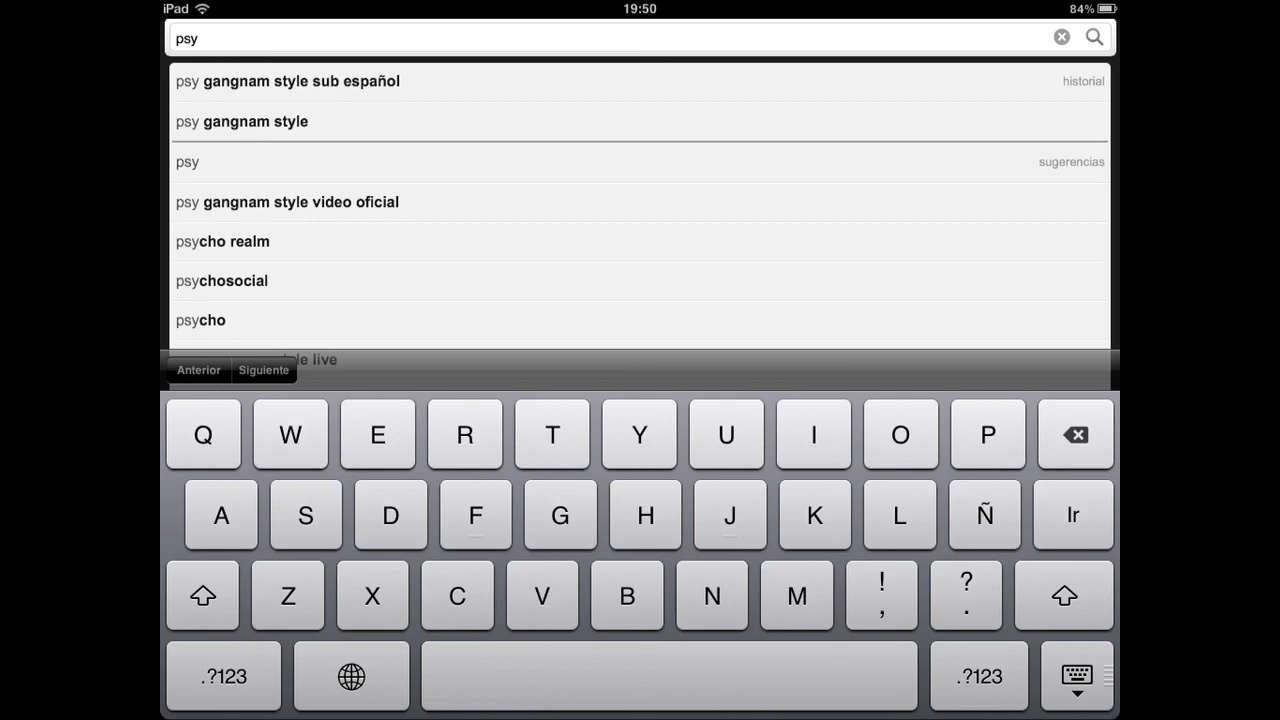 iPad 19:50 84%
psy
psy gangnam style sub español historial
psy gangnam style
psy sugerencias
psy gangnam style video oficial
psycho realm
psychosocial
psycho
live
Anterior Siguiente
Q W E R T Y U I O P
A S D F G H J K L Ñ Ir
Z X C V B N M ! , ? .
.?123 .?123